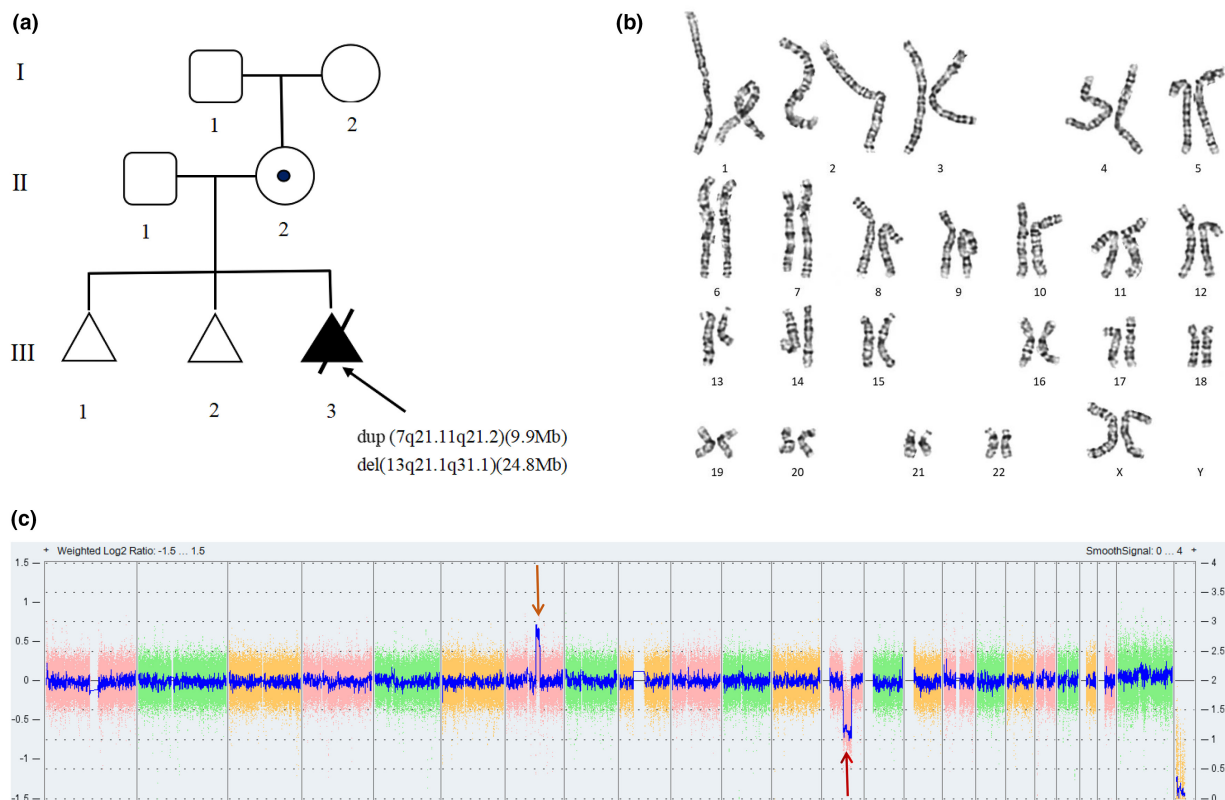 (a)
I
1 2
II
1 2
III
1 2 3
dup (7q21.11q21.2)(9.9Mb)
del(13q21.1q31.1)(24.8Mb)
(b)
1 2 3 4 5
6 7 8 9 10 11 12
13 14 15 16 17 18
19 20 21 22 X Y
(c)
+ Weighted Log2 Ratio: -1.5 ... 1.5 SmoothSignal: 0 ... 4 +
1.5 4
3.5
1 3
0.5 2.5
0 2
-0.5 1.5
1
-1 0.5
-1.5 0